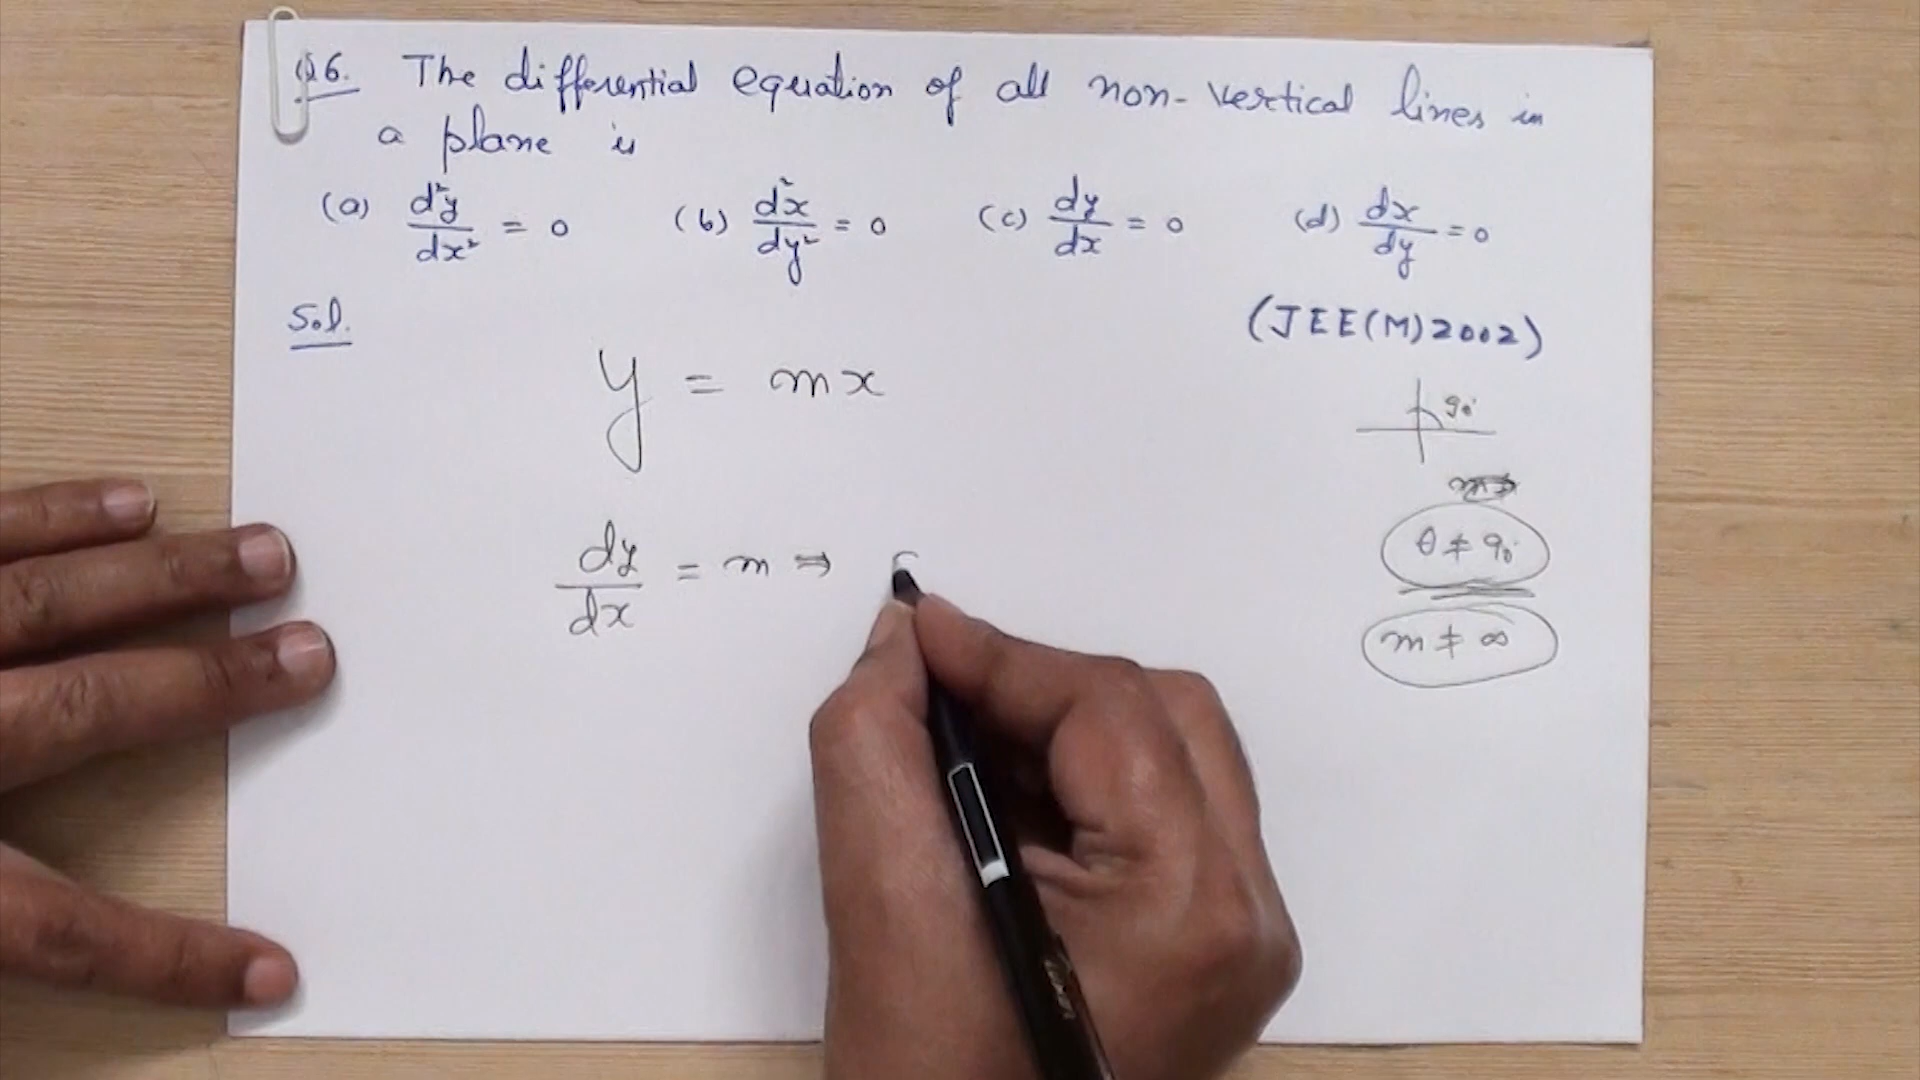 Q6. The differential equation of all non-vertical lines in
a plane is
(a) d²y/dx² = 0 (b) d²x/dy² = 0 (c) dy/dx = 0 (d) dx/dy = 0
Sol.
(JEE(M)2002)
y = mx
90°
θ ≠ 90°
dy/dx = m ⇒
m ≠ ∞